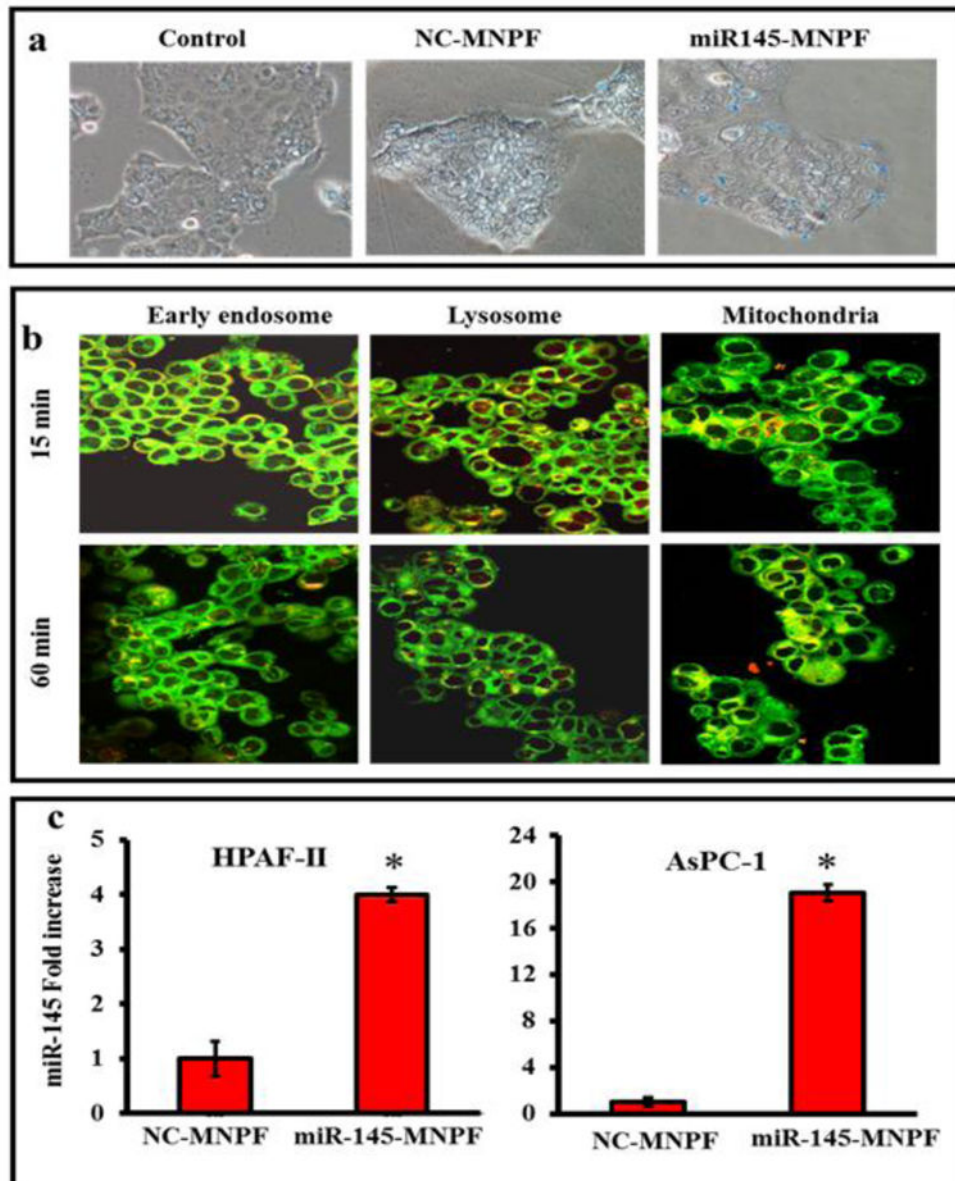 a
Control NC-MNPF miR145-MNPF
b
Early endosome Lysosome Mitochondria
15 min
60 min
c
miR-145 Fold increase
5
4
3
2
1
0
HPAF-II
*
NC-MNPF miR-145-MNPF
24
20
16
12
8
4
0
AsPC-1
*
NC-MNPF miR-145-MNPF